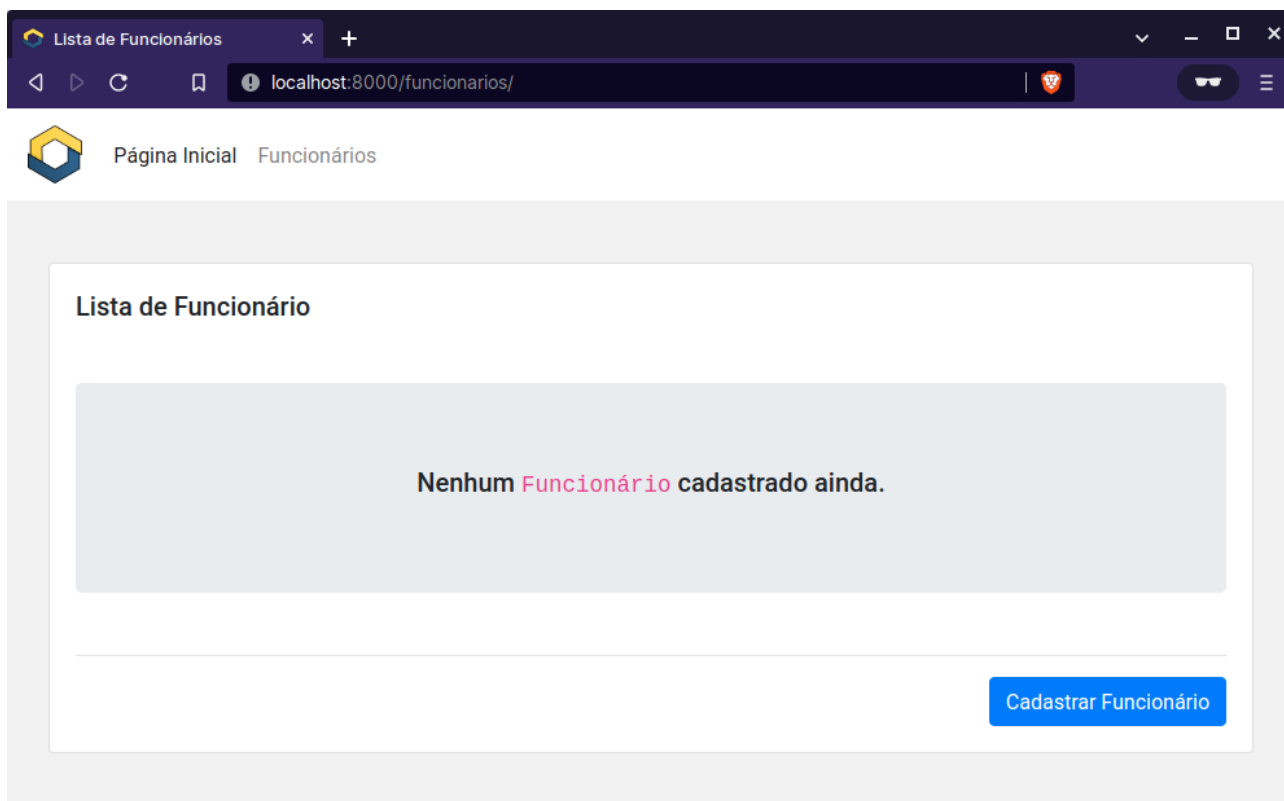 Lista de Funcionários
localhost:8000/funcionarios/
Página Inicial Funcionários
Lista de Funcionário
Nenhum Funcionário cadastrado ainda.
Cadastrar Funcionário